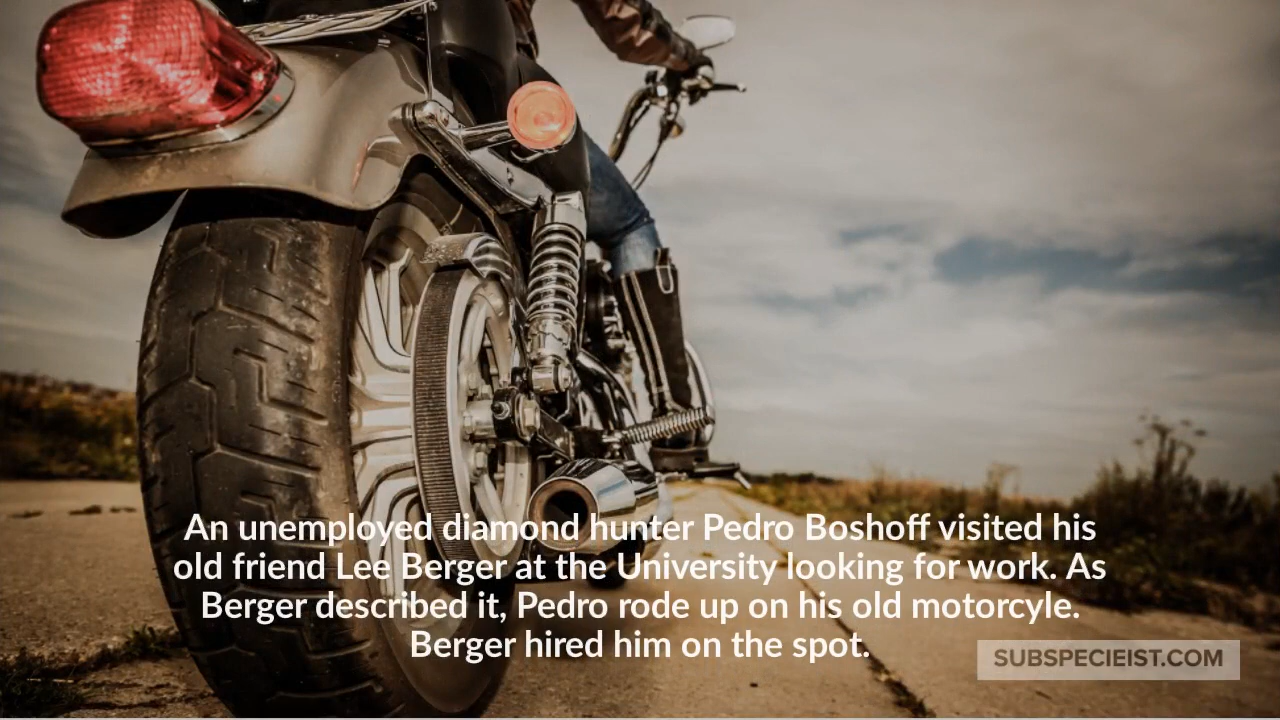 An unemployed diamond hunter Pedro Boshoff visited his
old friend Lee Berger at the University looking for work. As
Berger described it, Pedro rode up on his old motorcyle.
Berger hired him on the spot.
SUBSPECIEIST.COM